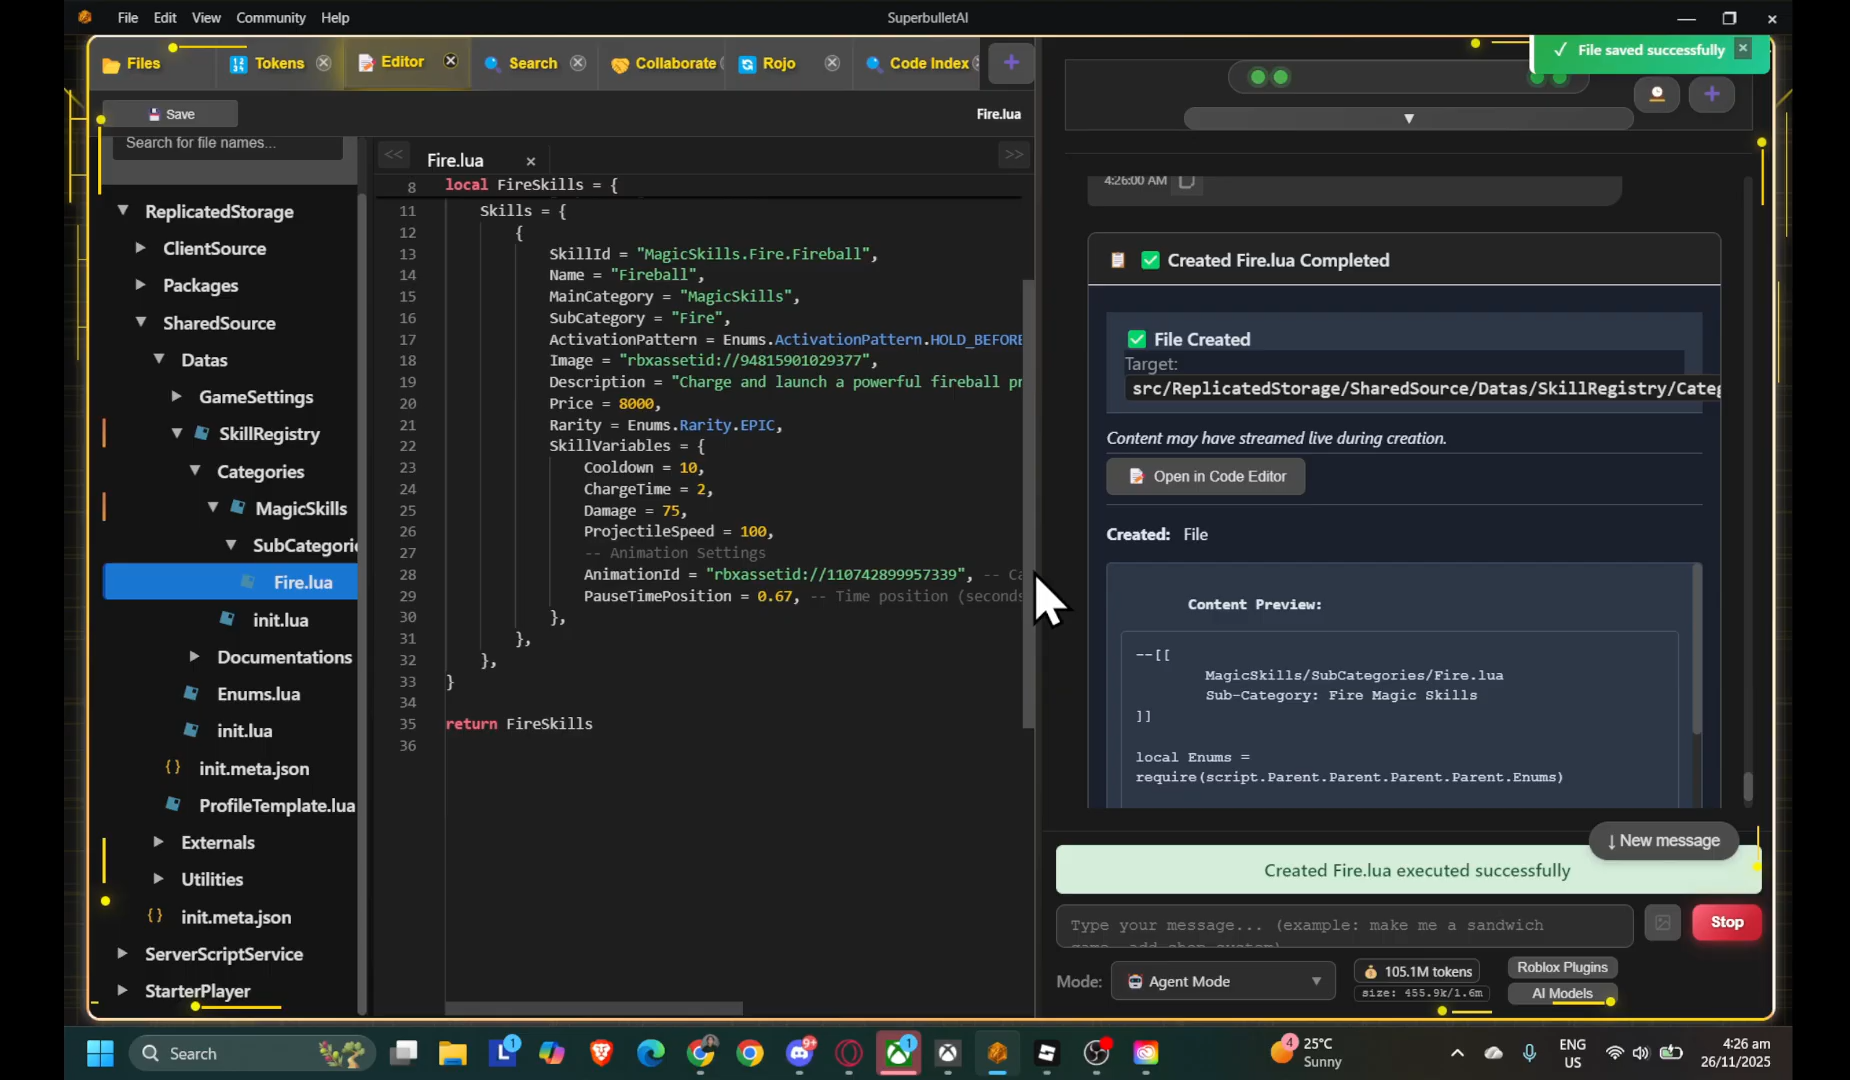 File Edit View Community Help
SuperbulletAI
Files
Tokens
Editor
Search
Collaborate
Rojo
Code Index
File saved successfully
Save
Fire.lua
Search for file names...
ReplicatedStorage
ClientSource
Packages
SharedSource
Datas
GameSettings
SkillRegistry
Categories
MagicSkills
SubCategorie
Fire.lua
init.lua
Documentations
Enums.lua
init.lua
init.meta.json
ProfileTemplate.lua
Externals
Utilities
init.meta.json
ServerScriptService
StarterPlayer
<< Fire.lua × >>
8 local FireSkills = {
11 Skills = {
12 {
13 SkillId = "MagicSkills.Fire.Fireball",
14 Name = "Fireball",
15 MainCategory = "MagicSkills",
16 SubCategory = "Fire",
17 ActivationPattern = Enums.ActivationPattern.HOLD_BEFORE
18 Image = "rbxassetid://94815901029377",
19 Description = "Charge and launch a powerful fireball pr
20 Price = 8000,
21 Rarity = Enums.Rarity.EPIC,
22 SkillVariables = {
23 Cooldown = 10,
24 ChargeTime = 2,
25 Damage = 75,
26 ProjectileSpeed = 100,
27 -- Animation Settings
28 AnimationId = "rbxassetid://110742899957339", -- Ca
29 PauseTimePosition = 0.67, -- Time position (seconds
30 },
31 },
32 },
33 }
34
35 return FireSkills
36
4:26:00 AM
Created Fire.lua Completed
File Created
Target:
src/ReplicatedStorage/SharedSource/Datas/SkillRegistry/Categ
Content may have streamed live during creation.
Open in Code Editor
Created: File
Content Preview:
--[[
MagicSkills/SubCategories/Fire.lua
Sub-Category: Fire Magic Skills
]]
local Enums =
require(script.Parent.Parent.Parent.Parent.Enums)
↓ New message
Created Fire.lua executed successfully
Type your message... (example: make me a sandwich
game, add shop system)
Stop
Mode: Agent Mode
105.1M tokens
size: 455.9k/1.6m
Roblox Plugins
AI Models
Search
1
9+
1
4
25°C
Sunny
ENG
US
4:26 am
26/11/2025